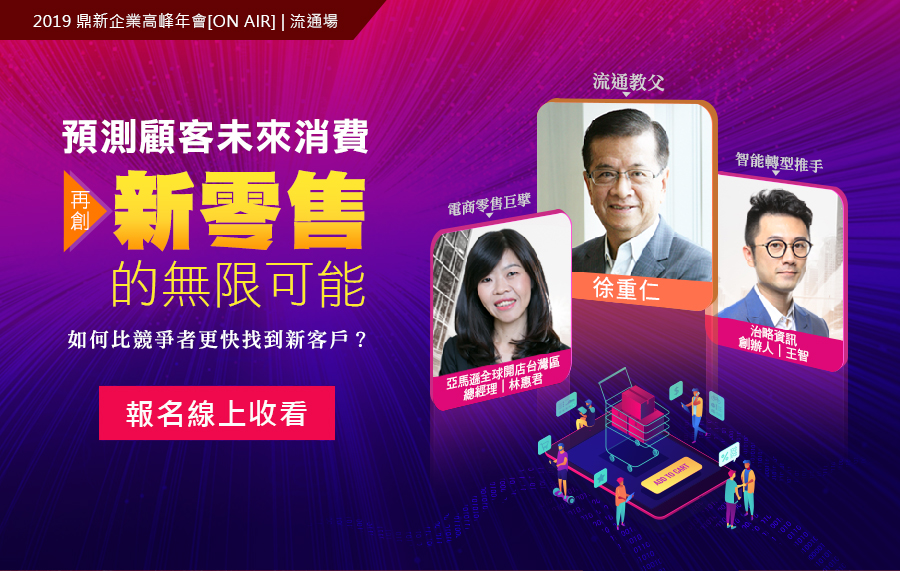 2019 鼎新企業高峰年會[ON AIR] | 流通場
預測顧客未來消費
再創
新零售
的無限可能
如何比競爭者更快找到新客戶？
報名線上收看
流通教父
徐重仁
電商零售巨擘
亞馬遜全球開店台灣區
總經理｜林惠君
智能轉型推手
治略資訊
創辦人｜王智
ADD TO CART